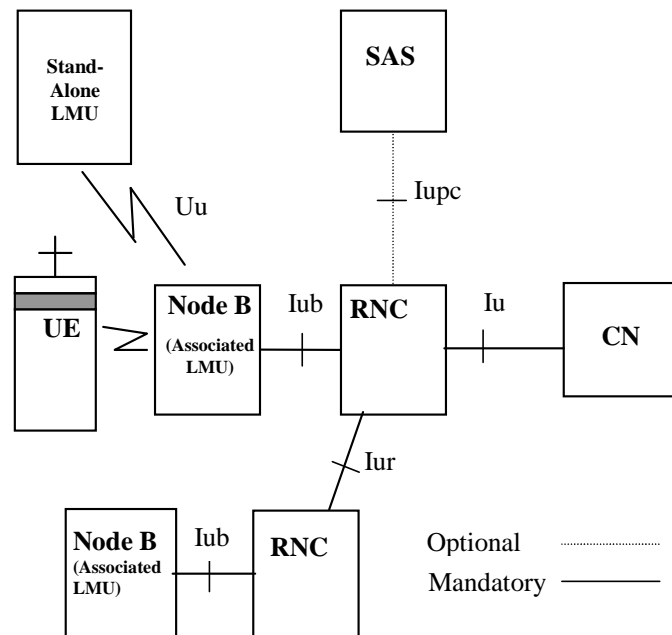 Stand-
Alone
LMU
SAS
Uu
Iupc
UE
Node B
(Associated
LMU)
Iub
RNC
Iu
CN
Iur
Node B
(Associated
LMU)
Iub
RNC
Optional
Mandatory